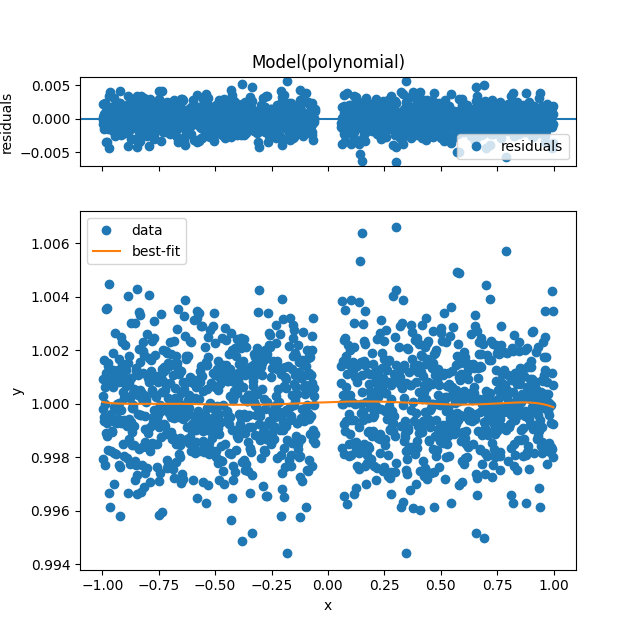 Model(polynomial)
residuals
0.005
0.000
−0.005
residuals
y
1.006
1.004
1.002
1.000
0.998
0.996
0.994
data
best-fit
−1.00 −0.75 −0.50 −0.25 0.00 0.25 0.50 0.75 1.00
x